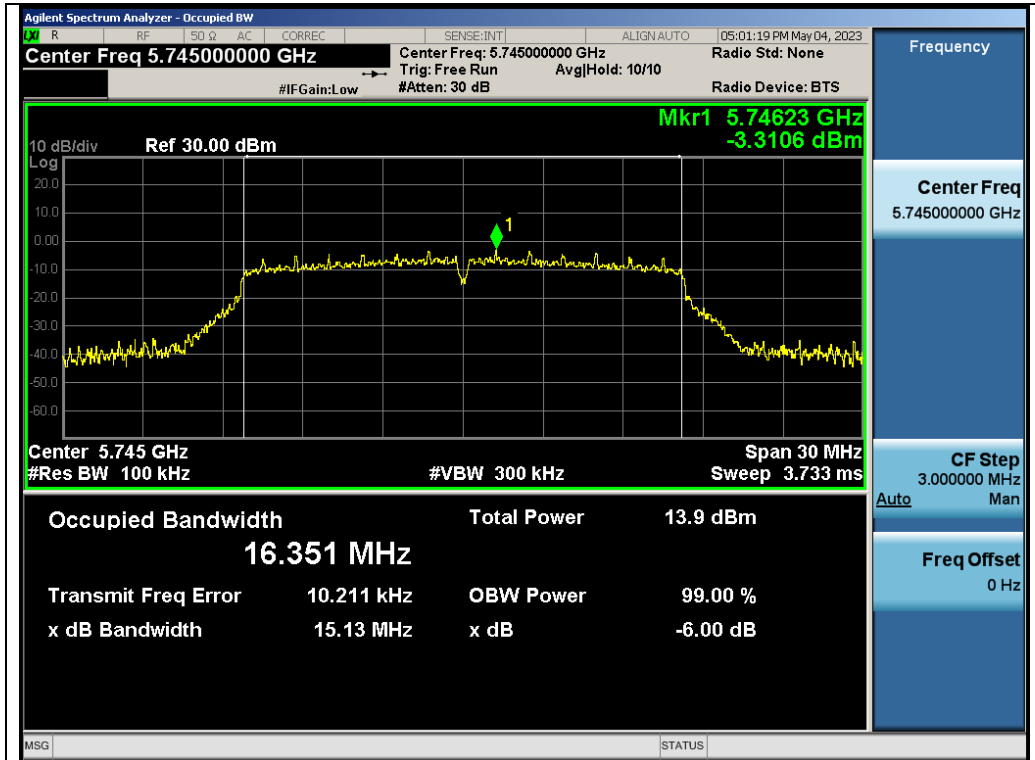 Agilent Spectrum Analyzer - Occupied BW
LXI R RF 50 Ω AC CORREC SENSE:INT ALIGN AUTO 05:01:19 PM May 04, 2023
Center Freq 5.745000000 GHz
Center Freq: 5.745000000 GHz
Radio Std: None
Trig: Free Run Avg|Hold: 10/10
#IFGain:Low #Atten: 30 dB
Radio Device: BTS
Mkr1 5.74623 GHz
-3.3106 dBm
10 dB/div Ref 30.00 dBm
Log
20.0
10.0
0.00
-10.0
-20.0
-30.0
-40.0
-50.0
-60.0
1
Center 5.745 GHz Span 30 MHz
#Res BW 100 kHz #VBW 300 kHz Sweep 3.733 ms
Occupied Bandwidth Total Power 13.9 dBm
16.351 MHz
Transmit Freq Error 10.211 kHz OBW Power 99.00 %
x dB Bandwidth 15.13 MHz x dB -6.00 dB
MSG STATUS
Frequency
Center Freq
5.745000000 GHz
CF Step
3.000000 MHz
Auto Man
Freq Offset
0 Hz